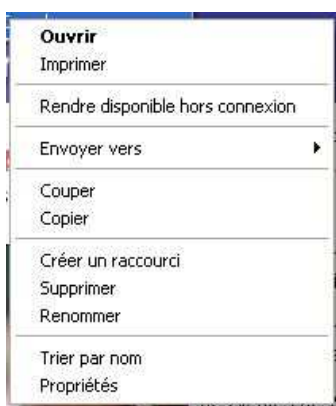 Ouvrir
Imprimer
Rendre disponible hors connexion
Envoyer vers
Couper
Copier
Créer un raccourci
Supprimer
Renommer
Trier par nom
Propriétés